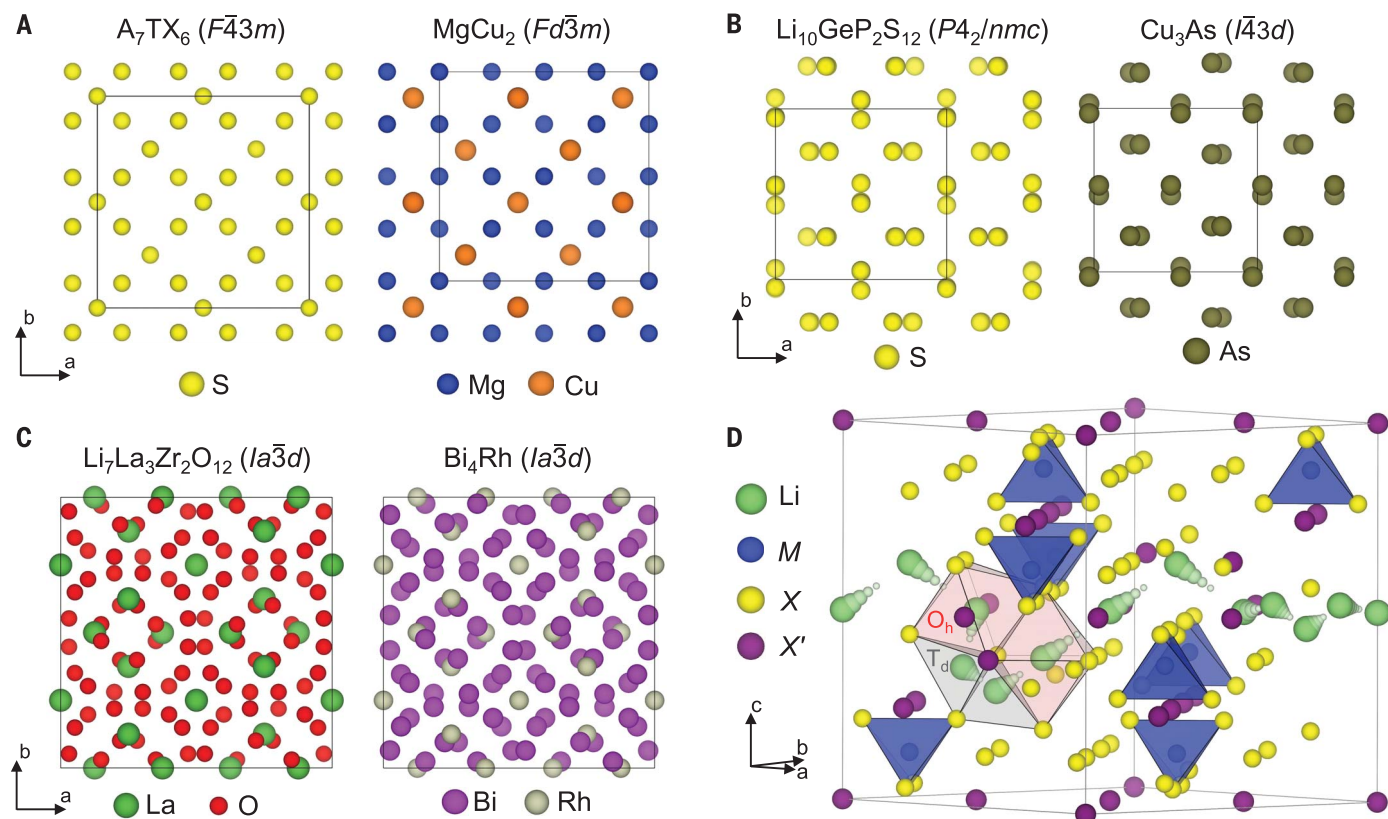 A
A₇TX₆ (F4̅3m)
MgCu₂ (Fd3̅m)
b
a
S
Mg
Cu
B
Li₁₀GeP₂S₁₂ (P4₂/nmc)
Cu₃As (I4̅3d)
b
a
S
As
C
Li₇La₃Zr₂O₁₂ (Ia3̅d)
Bi₄Rh (Ia3̅d)
b
a
La
O
Bi
Rh
D
Li
M
X
X'
Oₕ
T_d
c
b
a